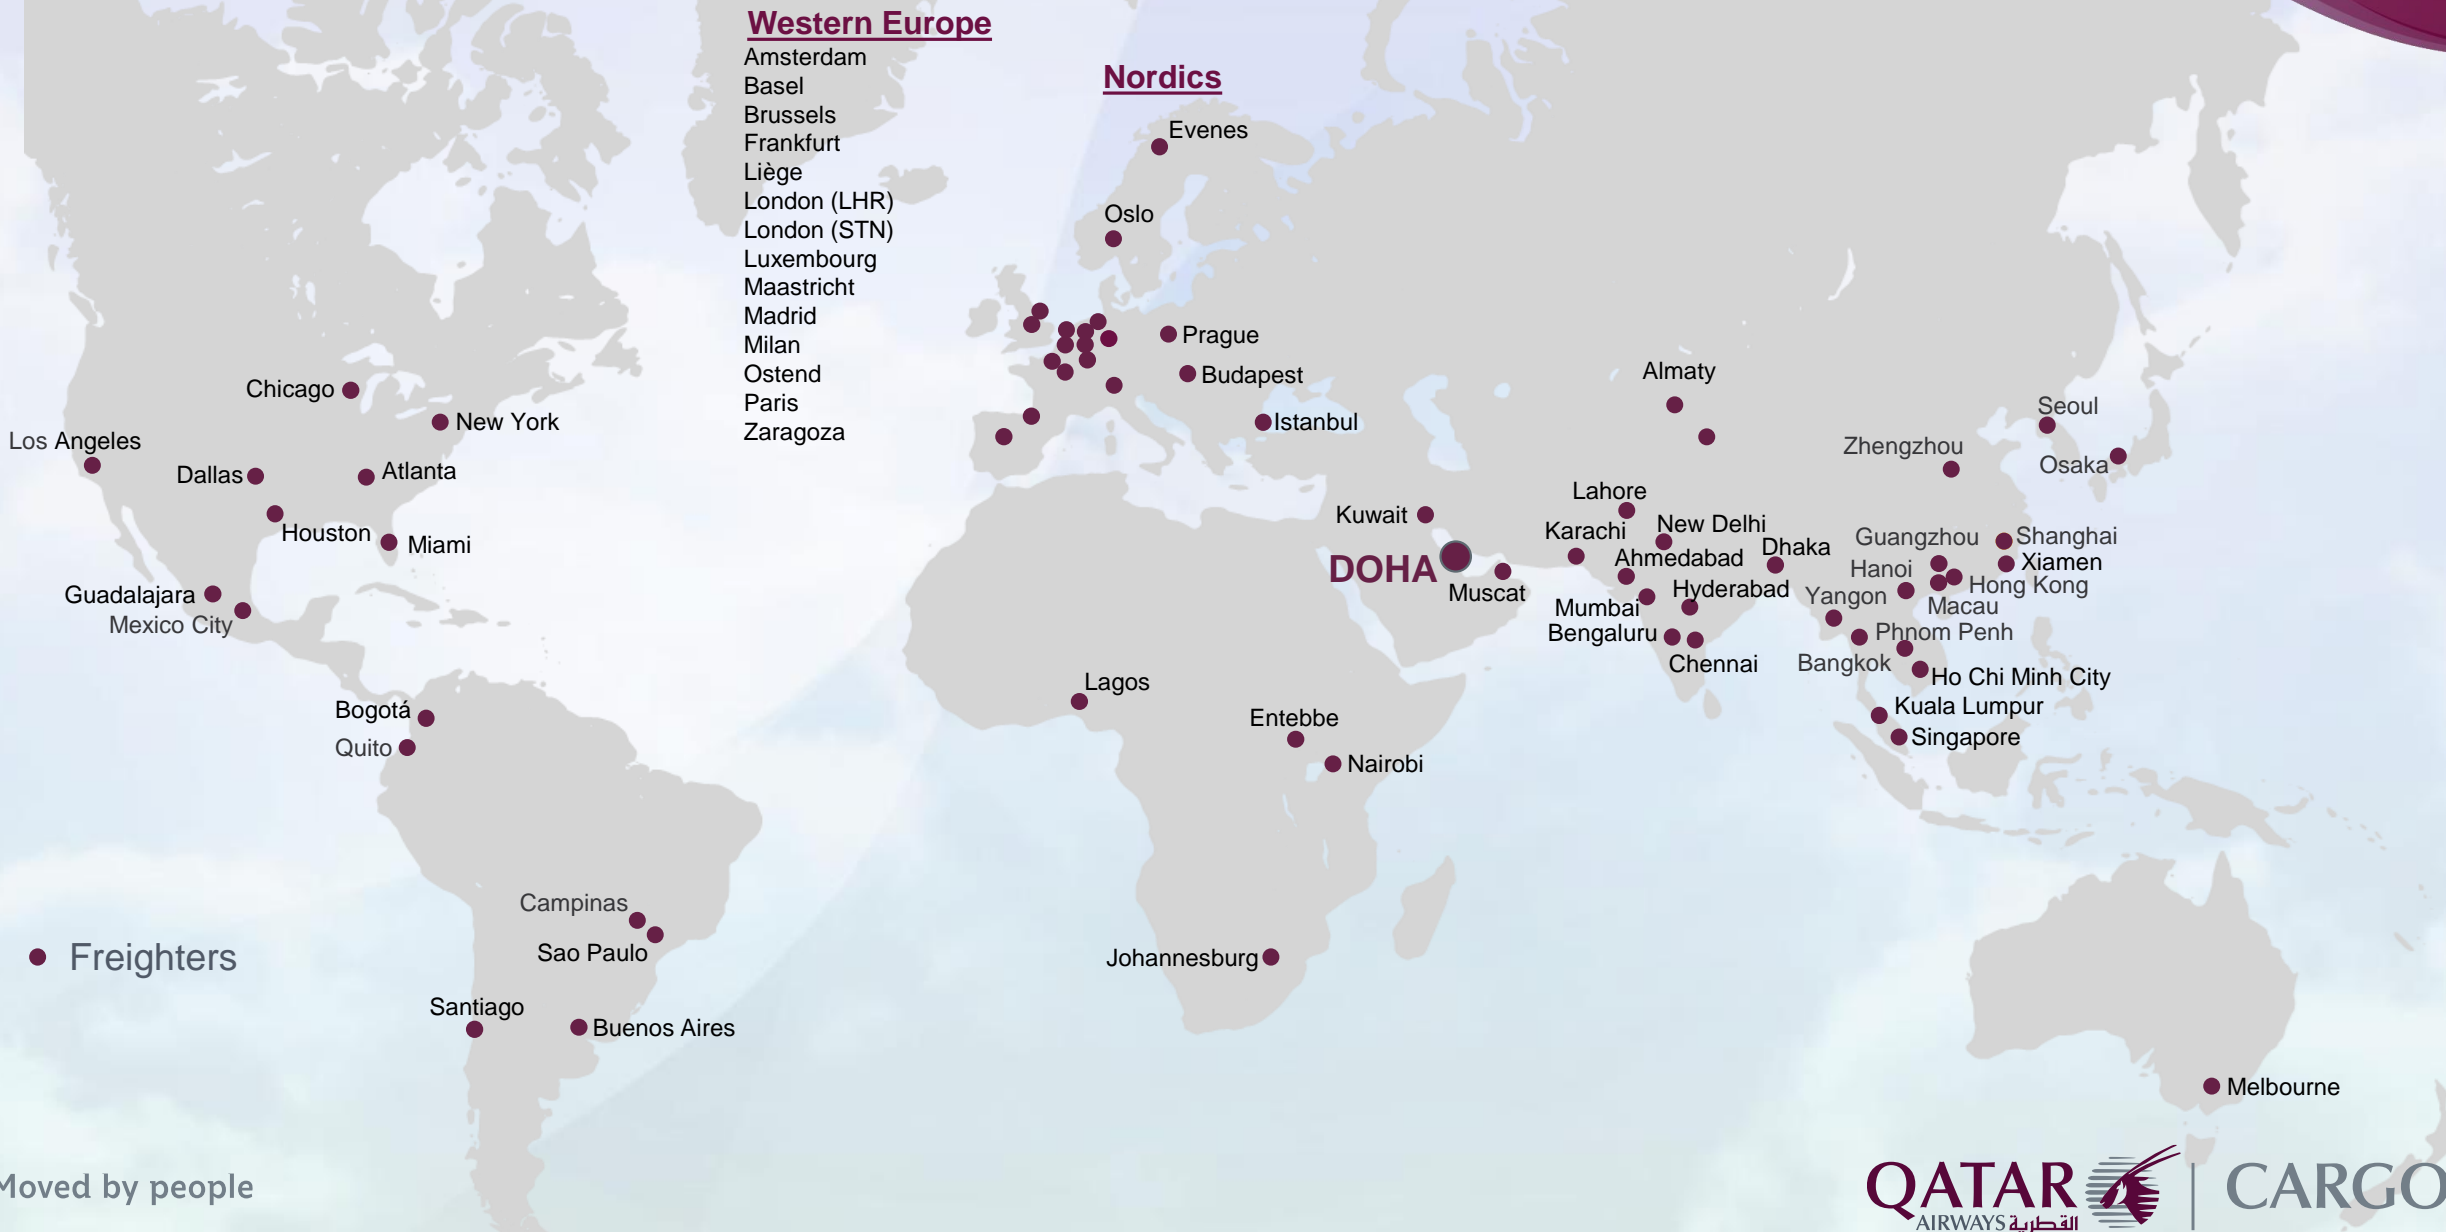 Western Europe
Amsterdam
Basel
Brussels
Frankfurt
Liège
London (LHR)
London (STN)
Luxembourg
Maastricht
Madrid
Milan
Ostend
Paris
Zaragoza
Nordics
Evenes
Oslo
Prague
Budapest
Istanbul
Chicago
New York
Los Angeles
Dallas
Atlanta
Houston
Miami
Guadalajara
Mexico City
Bogotá
Quito
Campinas
Sao Paulo
Santiago
Buenos Aires
Lagos
Entebbe
Nairobi
Johannesburg
Kuwait
DOHA
Muscat
Almaty
Lahore
Karachi
New Delhi
Ahmedabad
Dhaka
Mumbai
Hyderabad
Bengaluru
Chennai
Seoul
Zhengzhou
Osaka
Guangzhou
Shanghai
Hanoi
Xiamen
Hong Kong
Yangon
Macau
Phnom Penh
Bangkok
Ho Chi Minh City
Kuala Lumpur
Singapore
Melbourne
Freighters
Moved by people
QATAR
AIRWAYS القطرية
CARGO